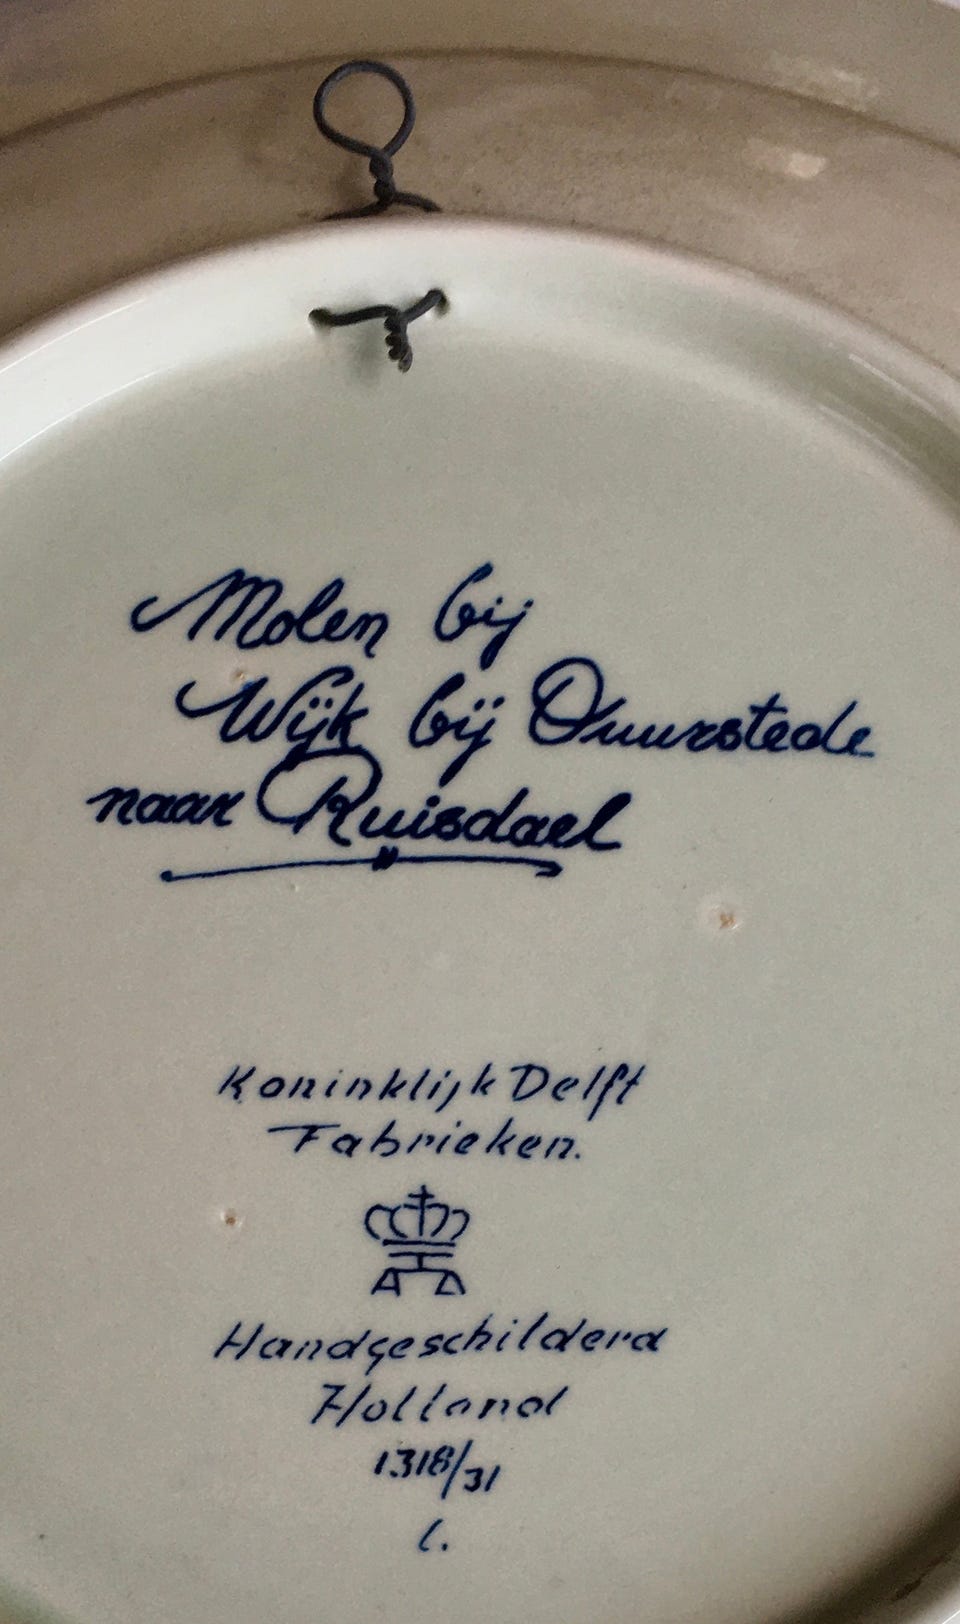 Molen bij
Wijk bij Duurstede
naar Ruisdael
Koninklijk Delft
Fabrieken.
Handgeschilderd
Holland
1318/31
l.